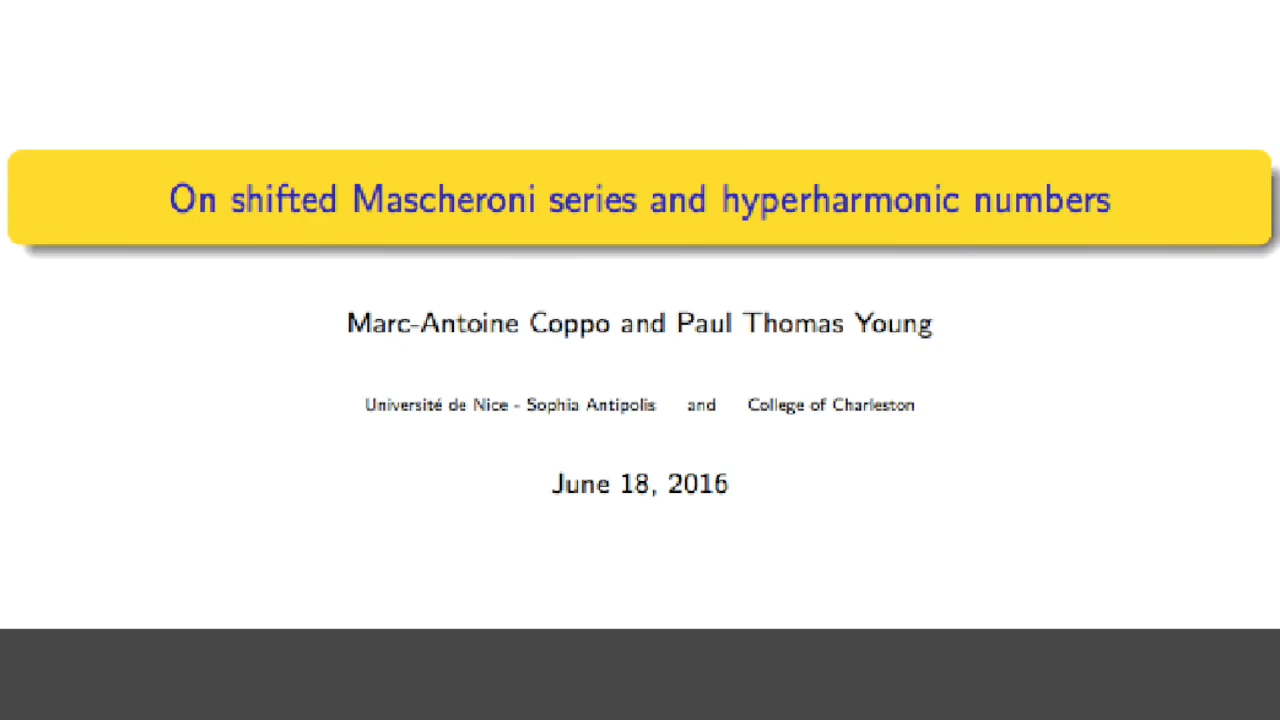 On shifted Mascheroni series and hyperharmonic numbers
Marc-Antoine Coppo and Paul Thomas Young
Université de Nice - Sophia Antipolis and College of Charleston
June 18, 2016